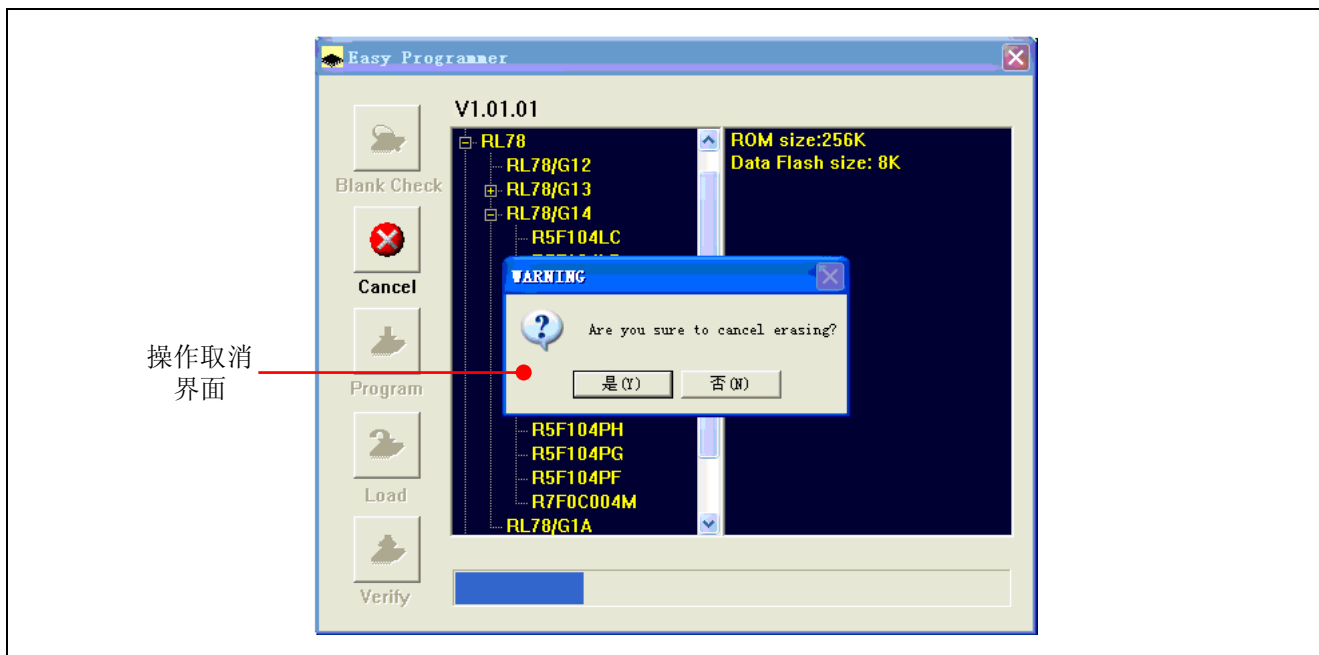 Easy Programmer
V1.01.01
Blank Check
Cancel
Program
Load
Verify
RL78
RL78/G12
RL78/G13
RL78/G14
R5F104LC
R5F104PH
R5F104PG
R5F104PF
R7F0C004M
RL78/G1A
ROM size:256K
Data Flash size: 8K
WARNING
Are you sure to cancel erasing?
是(Y)
否(N)
操作取消
界面